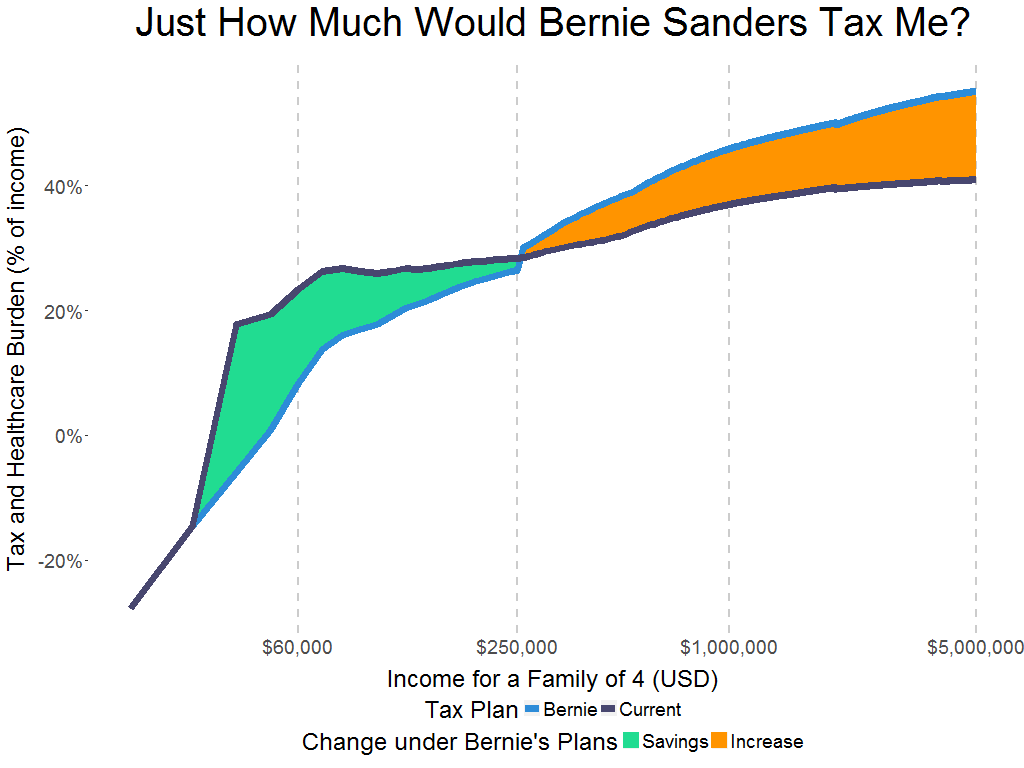 Just How Much Would Bernie Sanders Tax Me?
Tax and Healthcare Burden (% of income)
40%
20%
0%
-20%
$60,000 $250,000 $1,000,000 $5,000,000
Income for a Family of 4 (USD)
Tax Plan Bernie Current
Change under Bernie's Plans Savings Increase